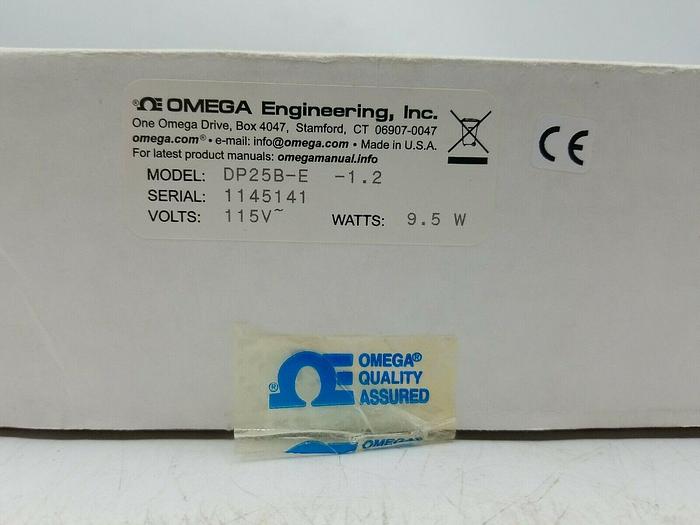 ®ΩE OMEGA Engineering, Inc.
One Omega Drive, Box 4047, Stamford, CT 06907-0047
omega.com® • e-mail: info@omega.com • Made in U.S.A.
For latest product manuals: omegamanual.info
MODEL: DP25B-E -1.2
SERIAL: 1145141
VOLTS: 115V~ WATTS: 9.5 W
CE
®ΩE OMEGA®
QUALITY
ASSURED
OMEGA®